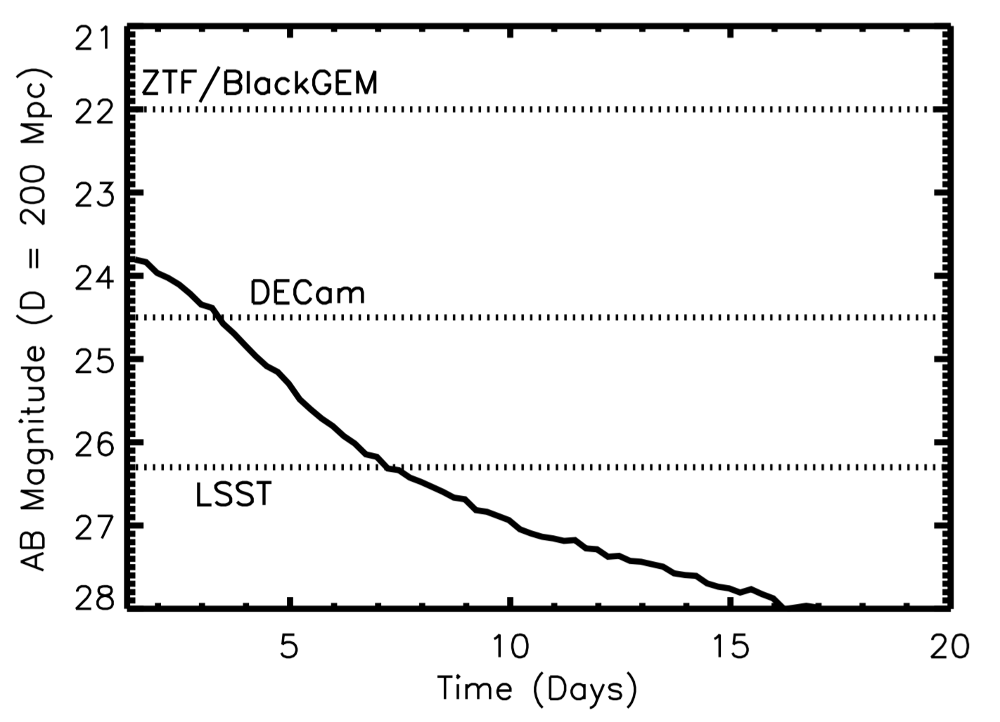 AB Magnitude (D = 200 Mpc)
21
ZTF/BlackGEM
22
23
24
DECam
25
26
LSST
27
28
5 10 15 20
Time (Days)